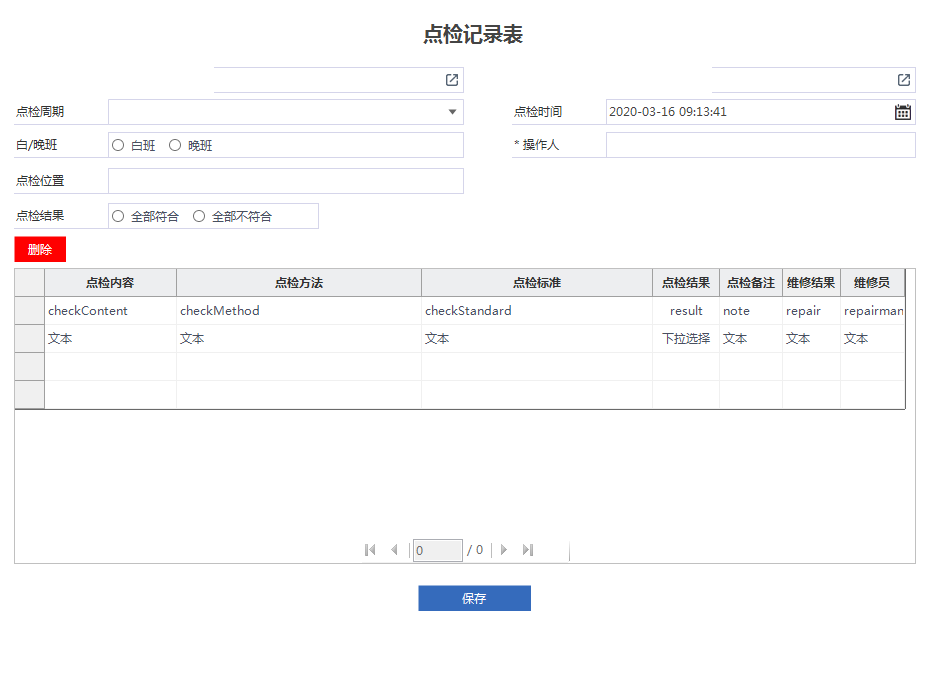 点检记录表
点检周期
点检时间 2020-03-16 09:13:41
白/晚班 白班 晚班
* 操作人
点检位置
点检结果 全部符合 全部不符合
删除
点检内容 点检方法 点检标准 点检结果 点检备注 维修结果 维修员
checkContent checkMethod checkStandard result note repair repairman
文本 文本 文本 下拉选择 文本 文本 文本
0 / 0
保存